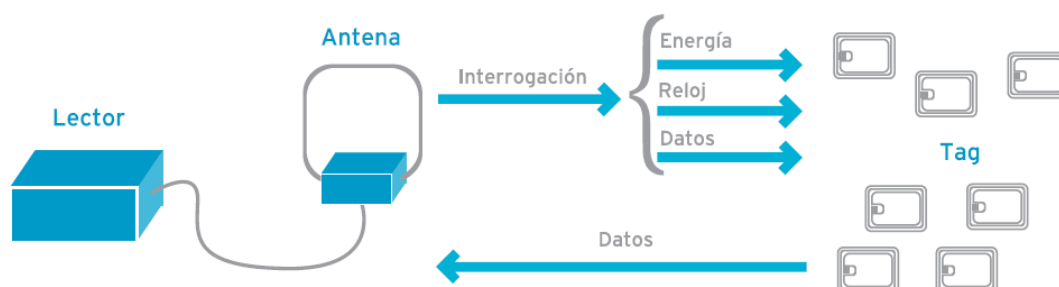 Antena
Lector
Interrogación
Energía
Reloj
Datos
Tag
Datos